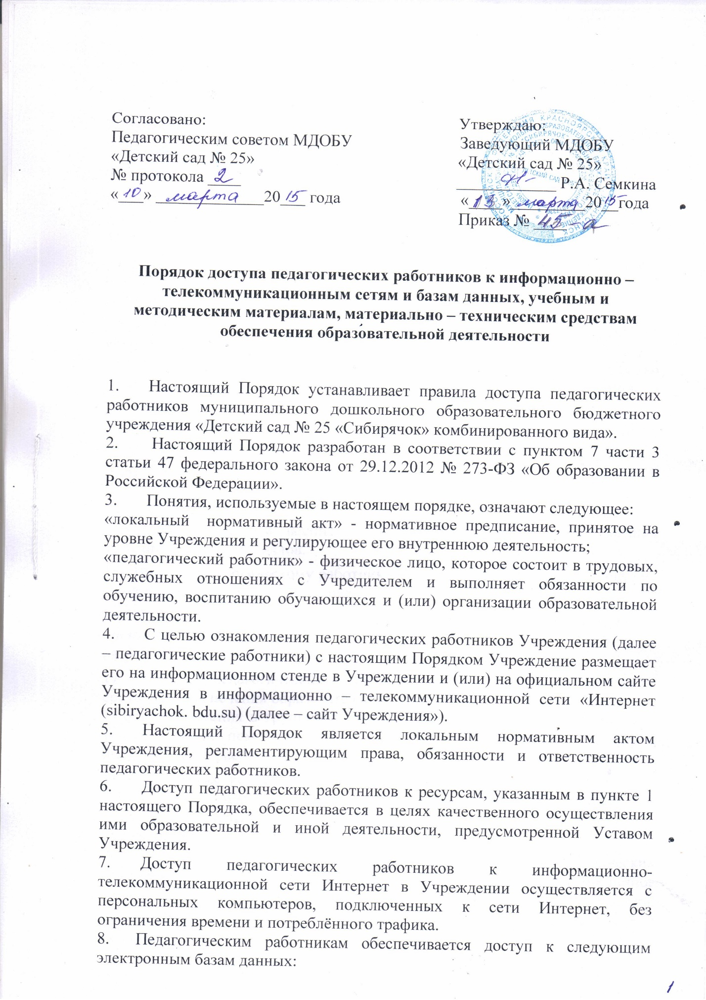 Согласовано:
Педагогическим советом МДОБУ
«Детский сад № 25»
№ протокола 2
«10» марта 2015 года
Утверждаю:
Заведующий МДОБУ
«Детский сад № 25»
Р.А. Семкина
«13» марта 2015года
Приказ № 45-а
Порядок доступа педагогических работников к информационно –
телекоммуникационным сетям и базам данных, учебным и
методическим материалам, материально – техническим средствам
обеспечения образовательной деятельности
1. Настоящий Порядок устанавливает правила доступа педагогических
работников муниципального дошкольного образовательного бюджетного
учреждения «Детский сад № 25 «Сибирячок» комбинированного вида».
2. Настоящий Порядок разработан в соответствии с пунктом 7 части 3
статьи 47 федерального закона от 29.12.2012 № 273-ФЗ «Об образовании в
Российской Федерации».
3. Понятия, используемые в настоящем порядке, означают следующее:
«локальный нормативный акт» - нормативное предписание, принятое на
уровне Учреждения и регулирующее его внутреннюю деятельность;
«педагогический работник» - физическое лицо, которое состоит в трудовых,
служебных отношениях с Учредителем и выполняет обязанности по
обучению, воспитанию обучающихся и (или) организации образовательной
деятельности.
4. С целью ознакомления педагогических работников Учреждения (далее
– педагогические работники) с настоящим Порядком Учреждение размещает
его на информационном стенде в Учреждении и (или) на официальном сайте
Учреждения в информационно – телекоммуникационной сети «Интернет
(sibiryachok. bdu.su) (далее – сайт Учреждения»).
5. Настоящий Порядок является локальным нормативным актом
Учреждения, регламентирующим права, обязанности и ответственность
педагогических работников.
6. Доступ педагогических работников к ресурсам, указанным в пункте 1
настоящего Порядка, обеспечивается в целях качественного осуществления
ими образовательной и иной деятельности, предусмотренной Уставом
Учреждения.
7. Доступ педагогических работников к информационно-
телекоммуникационной сети Интернет в Учреждении осуществляется с
персональных компьютеров, подключенных к сети Интернет, без
ограничения времени и потреблённого трафика.
8. Педагогическим работникам обеспечивается доступ к следующим
электронным базам данных:
1